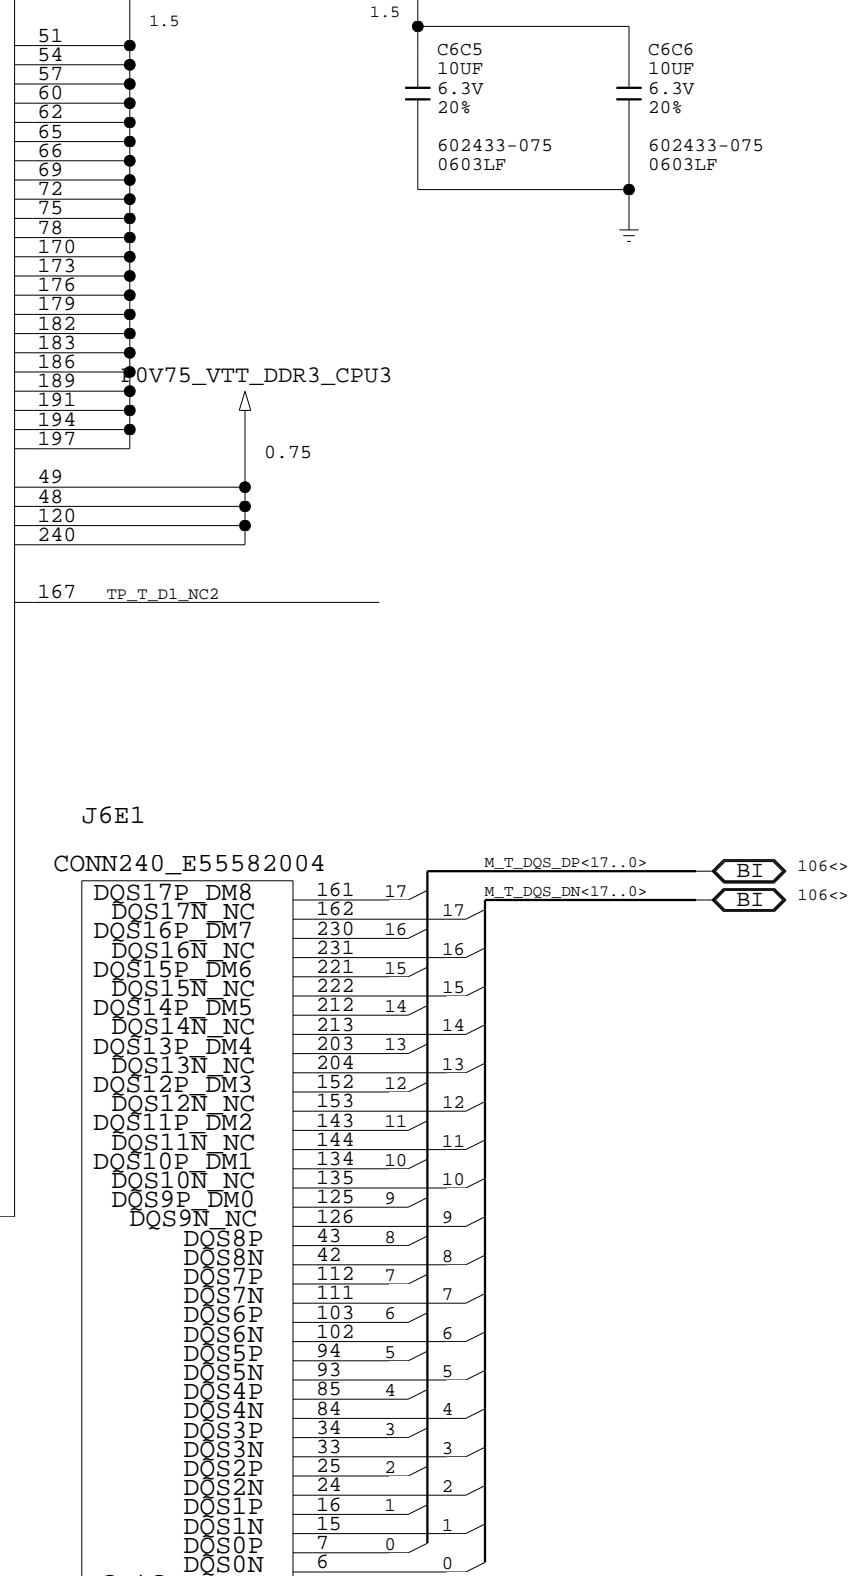 1.5
1.5
51
54
57
60
62
65
66
69
72
75
78
170
173
176
179
182
183
186
189
191
194
197
C6C5
10UF
6.3V
20%
602433-075
0603LF
C6C6
10UF
6.3V
20%
602433-075
0603LF
P0V75_VTT_DDR3_CPU3
0.75
49
48
120
240
167 TP_T_D1_NC2
J6E1
CONN240_E55582004
M_T_DQS_DP<17..0> BI 106<>
M_T_DQS_DN<17..0> BI 106<>
DQS17P_DM8 161 17
DQS17N_NC 162 17
DQS16P_DM7 230 16
DQS16N_NC 231 16
DQS15P_DM6 221 15
DQS15N_NC 222 15
DQS14P_DM5 212 14
DQS14N_NC 213 14
DQS13P_DM4 203 13
DQS13N_NC 204 13
DQS12P_DM3 152 12
DQS12N_NC 153 12
DQS11P_DM2 143 11
DQS11N_NC 144 11
DQS10P_DM1 134 10
DQS10N_NC 135 10
DQS9P_DM0 125 9
DQS9N_NC 126 9
DQS8P 43 8
DQS8N 42 8
DQS7P 112 7
DQS7N 111 7
DQS6P 103 6
DQS6N 102 6
DQS5P 94 5
DQS5N 93 5
DQS4P 85 4
DQS4N 84 4
DQS3P 34 3
DQS3N 33 3
DQS2P 25 2
DQS2N 24 2
DQS1P 16 1
DQS1N 15 1
DQS0P 7 0
DQS0N 6 0